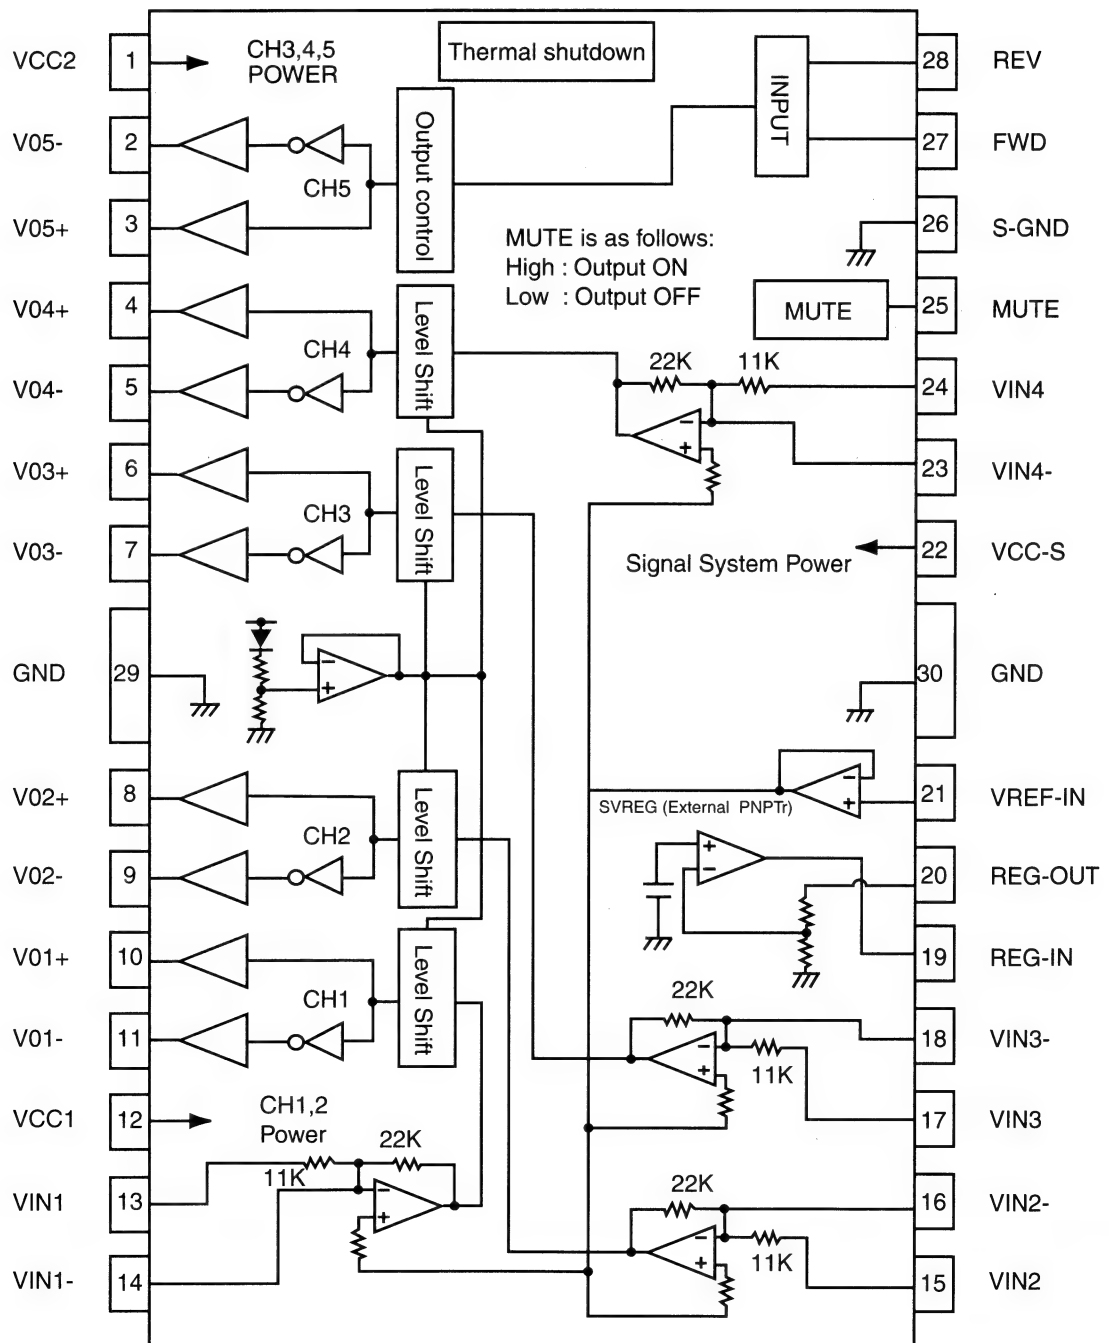 VCC2 1 CH3,4,5 Thermal shutdown 28 REV
POWER
INPUT
V05- 2 Output control 27 FWD
CH5
V05+ 3 26 S-GND
MUTE is as follows:
High : Output ON
Low : Output OFF
V04+ 4 MUTE 25 MUTE
CH4 Level Shift
22K 11K
V04- 5 24 VIN4
-
+
V03+ 6 23 VIN4-
CH3 Level Shift
V03- 7 Signal System Power 22 VCC-S
GND 29 30 GND
-
+
V02+ 8 21 VREF-IN
-
+
SVREG (External PNPTr)
CH2 Level Shift
+
-
V02- 9 20 REG-OUT
V01+ 10 19 REG-IN
CH1 Level Shift
22K
V01- 11 18 VIN3-
-
+
11K
VCC1 12 CH1,2 17 VIN3
Power
22K
11K
22K
VIN1 13 16 VIN2-
-
+
-
+
11K
VIN1- 14 15 VIN2